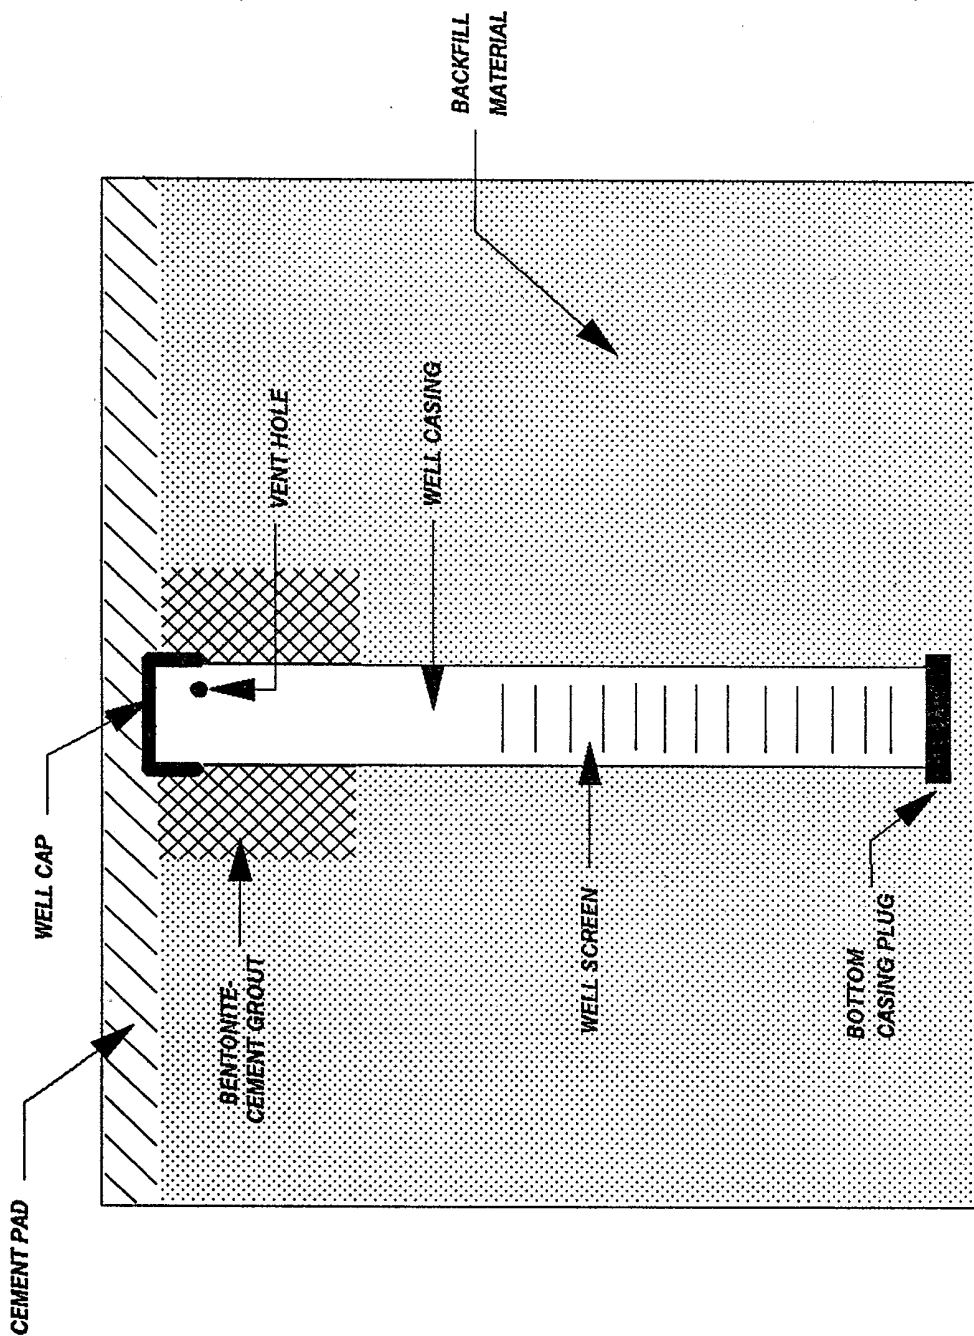 CEMENT PAD
WELL CAP
BENTONITE-
CEMENT GROUT
VENT HOLE
WELL CASING
BACKFILL
MATERIAL
WELL SCREEN
BOTTOM
CASING PLUG